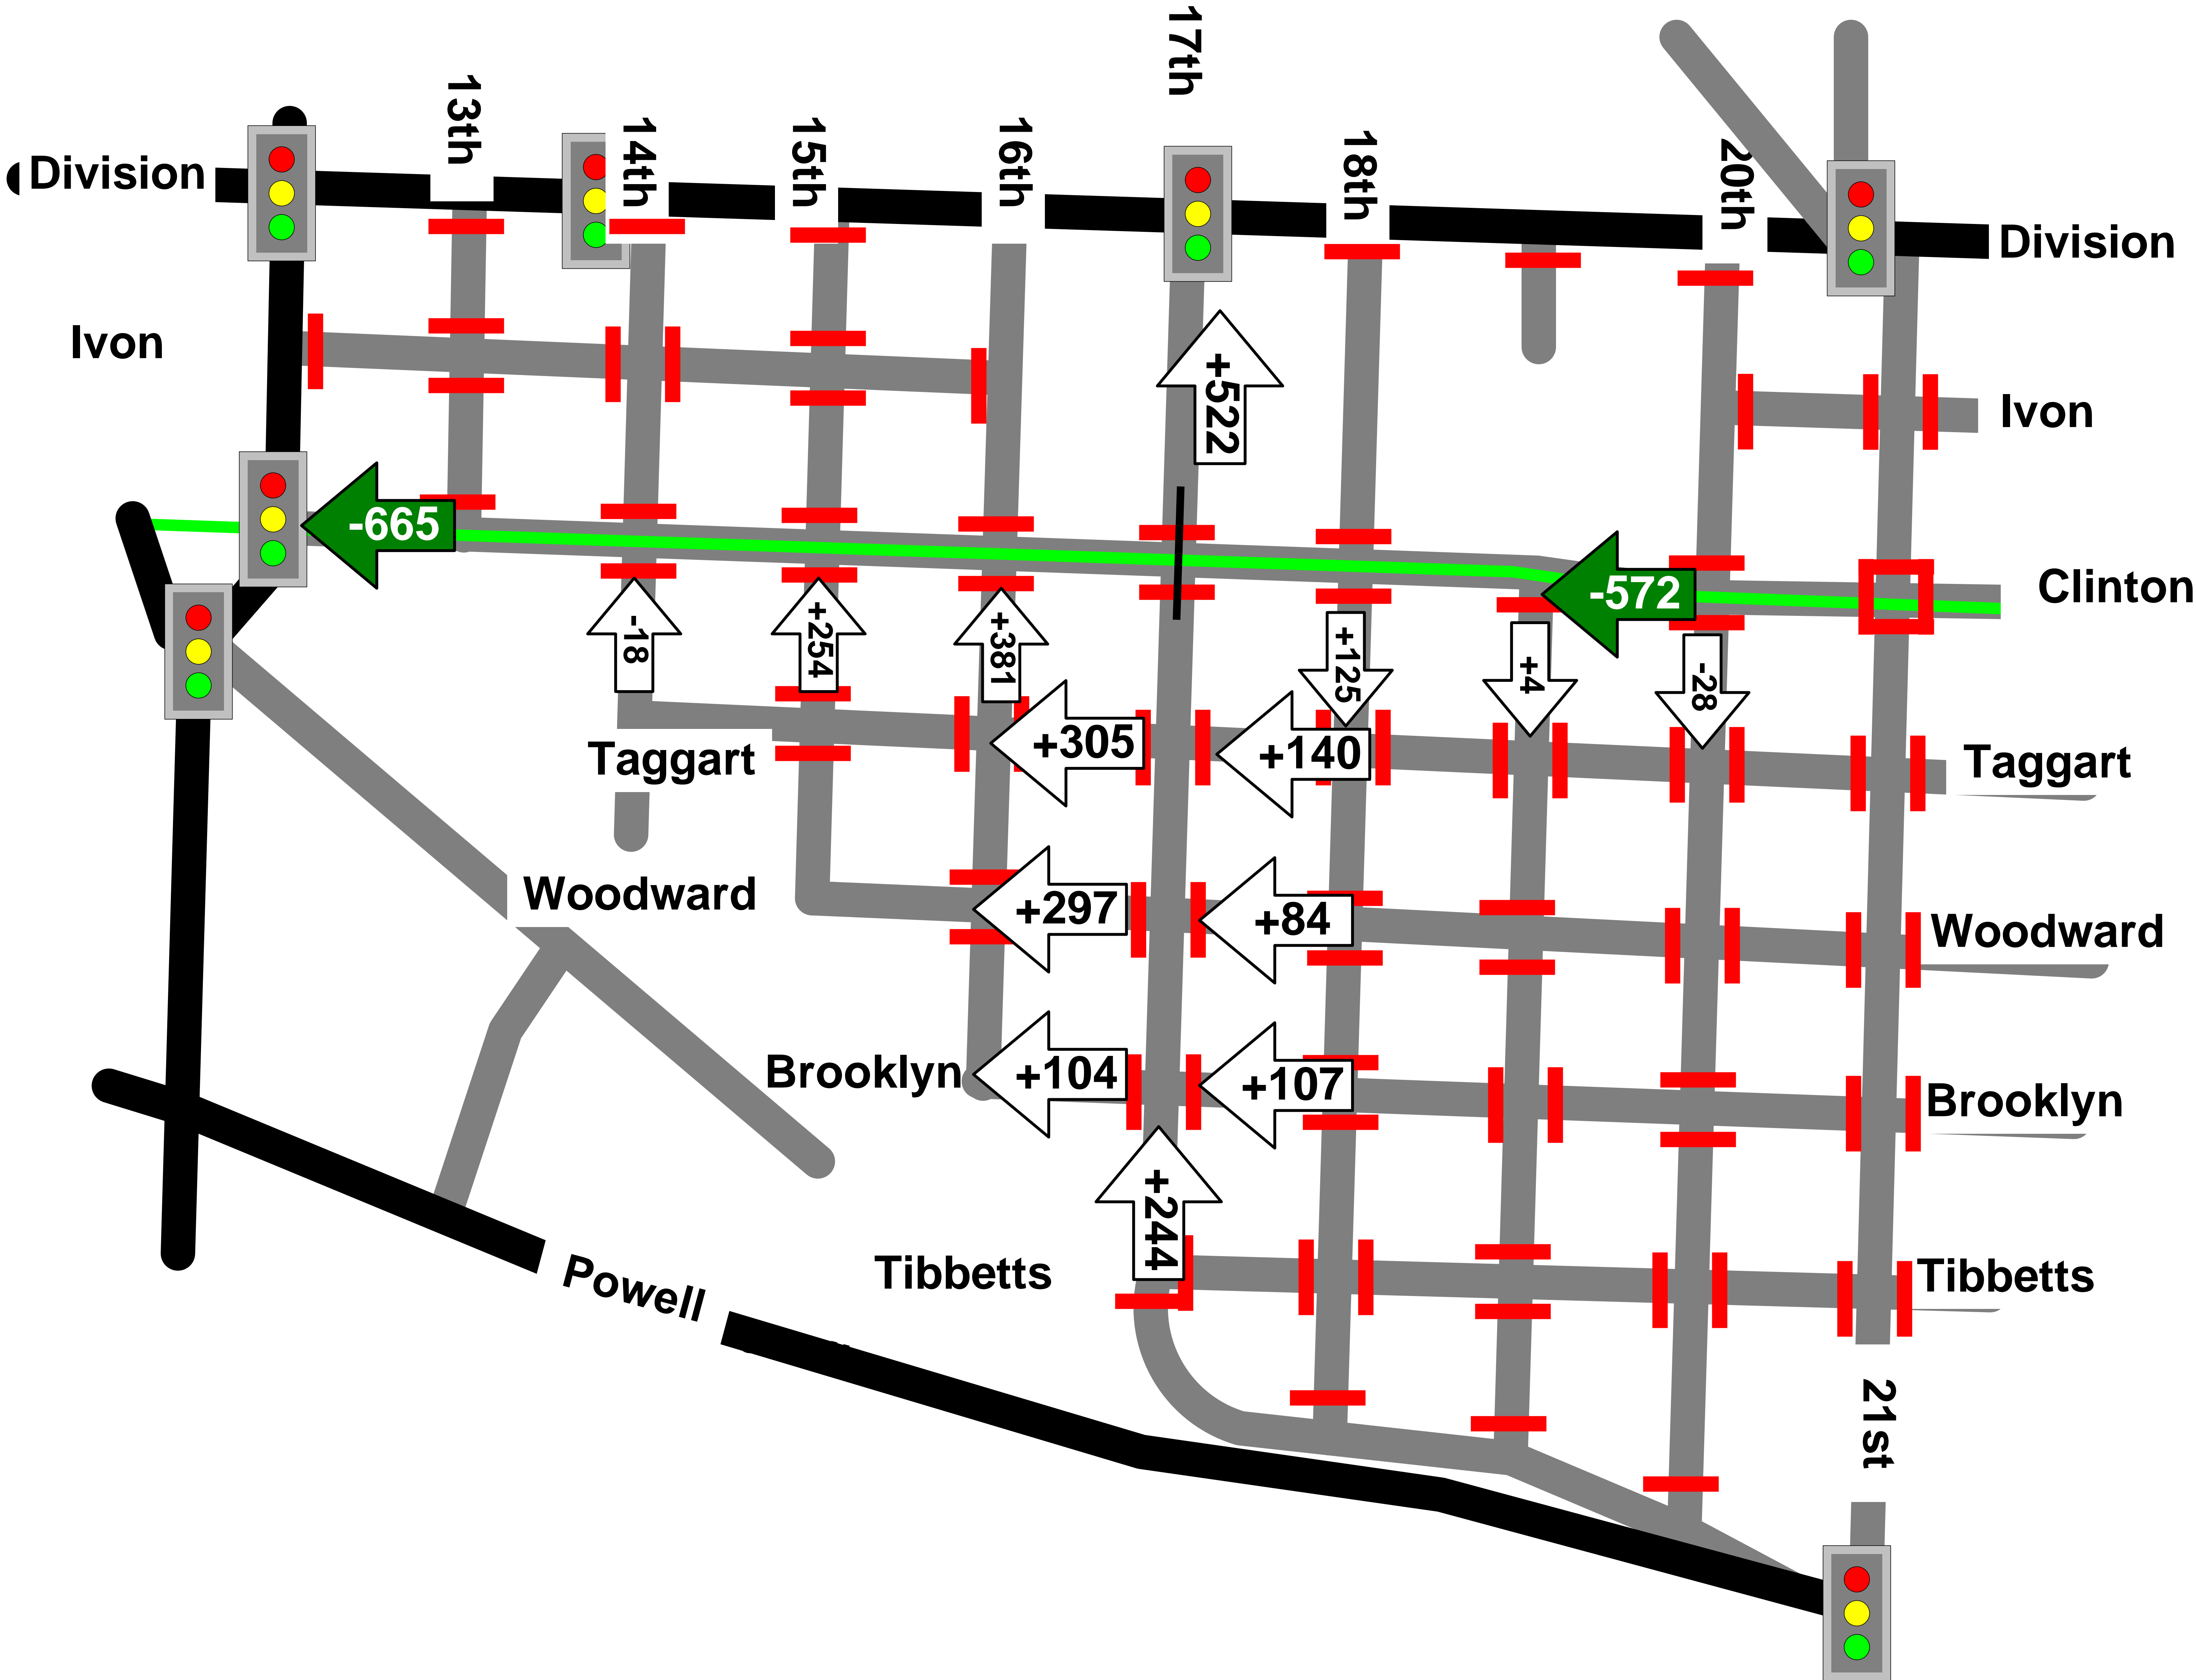 17th
13th
14th
15th
16th
18th
20th
Division
Division
Ivon
+522
Ivon
-665
-572
Clinton
-18
+254
+381
+125
+4
-28
Taggart
+305
+140
Taggart
Woodward
+297
+84
Woodward
Brooklyn
+104
+107
Brooklyn
+244
Tibbetts
Tibbetts
Powell
21st